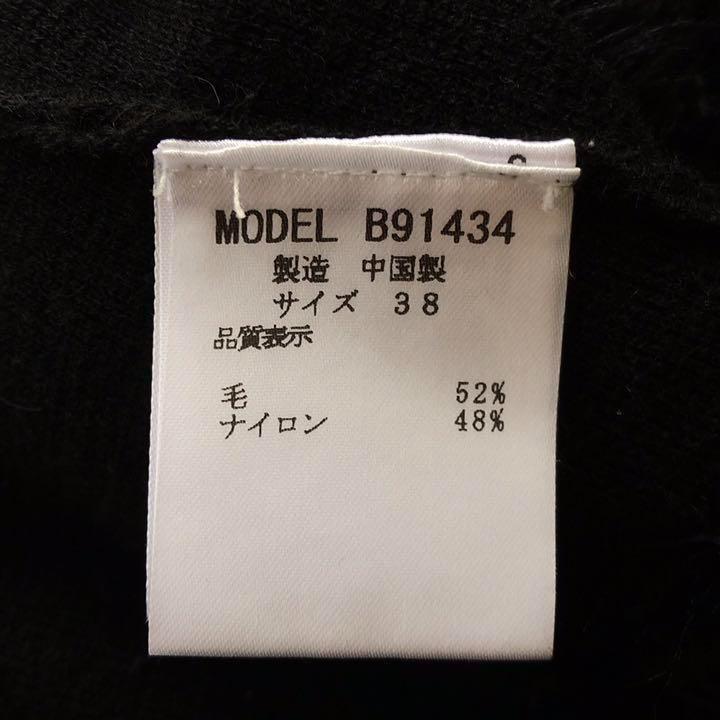 MODEL B91434
製造 中国製
サイズ 38
品質表示
毛 52%
ナイロン 48%